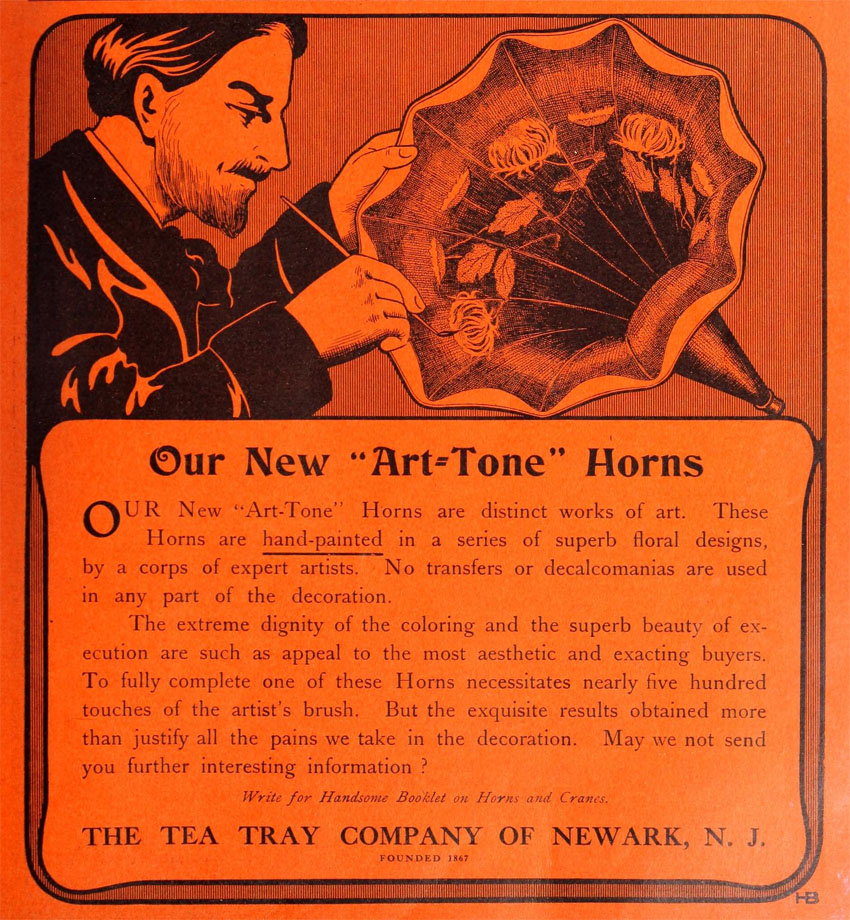 Our New "Art-Tone" Horns
OUR New "Art-Tone" Horns are distinct works of art. These
Horns are hand-painted in a series of superb floral designs,
by a corps of expert artists. No transfers or decalcomanias are used
in any part of the decoration.
The extreme dignity of the coloring and the superb beauty of ex-
ecution are such as appeal to the most aesthetic and exacting buyers.
To fully complete one of these Horns necessitates nearly five hundred
touches of the artist's brush. But the exquisite results obtained more
than justify all the pains we take in the decoration. May we not send
you further interesting information ?
Write for Handsome Booklet on Horns and Cranes.
THE TEA TRAY COMPANY OF NEWARK, N. J.
FOUNDED 1867
HB